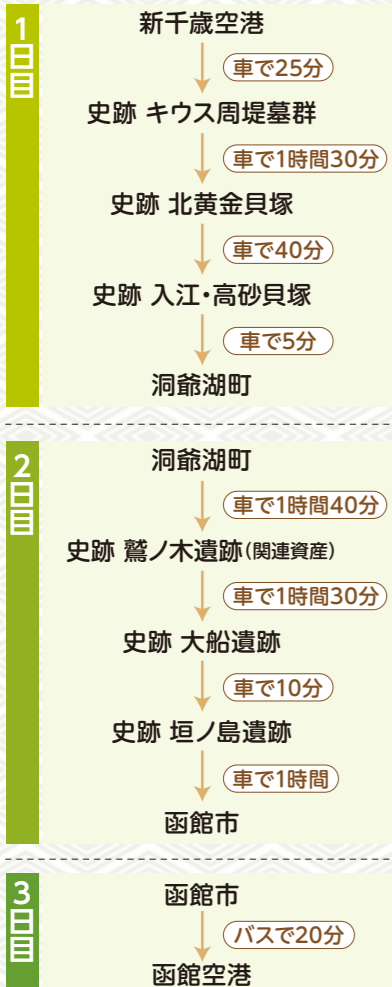 1日目
新千歳空港
車で25分
史跡 キウス周堤墓群
車で1時間30分
史跡 北黄金貝塚
車で40分
史跡 入江・高砂貝塚
車で5分
洞爺湖町
2日目
洞爺湖町
車で1時間40分
史跡 鷲ノ木遺跡(関連資産)
車で1時間30分
史跡 大船遺跡
車で10分
史跡 垣ノ島遺跡
車で1時間
函館市
3日目
函館市
バスで20分
函館空港